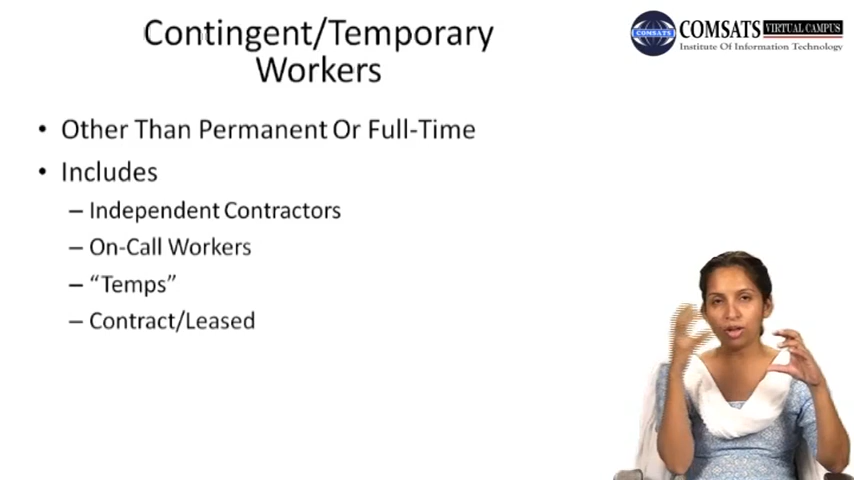 Contingent/Temporary
Workers
COMSATS
COMSATS VIRTUAL CAMPUS
Institute Of Information Technology
• Other Than Permanent Or Full-Time
• Includes
– Independent Contractors
– On-Call Workers
– “Temps”
– Contract/Leased